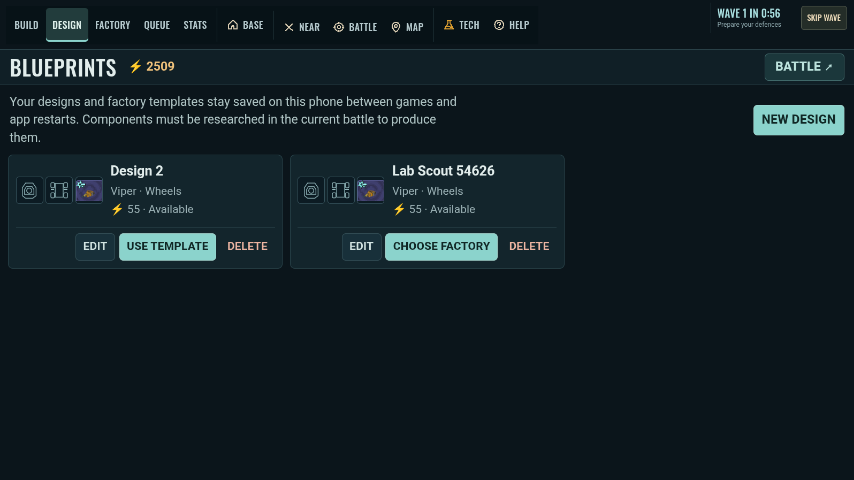 BUILD DESIGN FACTORY QUEUE STATS BASE NEAR BATTLE MAP TECH HELP
WAVE 1 IN 0:56
Prepare your defences
SKIP WAVE
BLUEPRINTS ⚡ 2509
BATTLE ↗
Your designs and factory templates stay saved on this phone between games and
app restarts. Components must be researched in the current battle to produce
them.
NEW DESIGN
Design 2
Viper · Wheels
⚡ 55 · Available
EDIT USE TEMPLATE DELETE
Lab Scout 54626
Viper · Wheels
⚡ 55 · Available
EDIT CHOOSE FACTORY DELETE